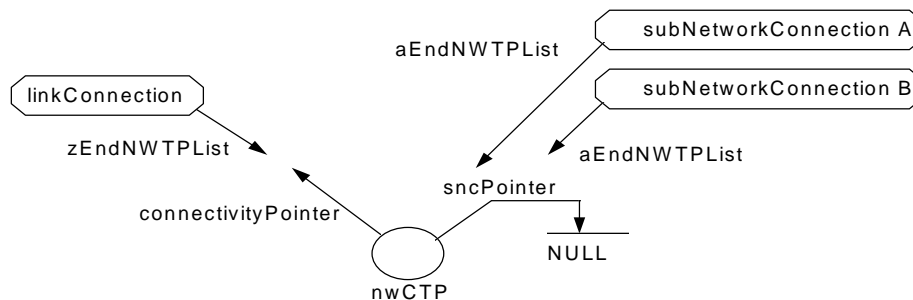 subNetworkConnection A
aEndNWTPList
subNetworkConnection B
linkConnection
zEndNWTPList
aEndNWTPList
sncPointer
connectivityPointer
NULL
nwCTP